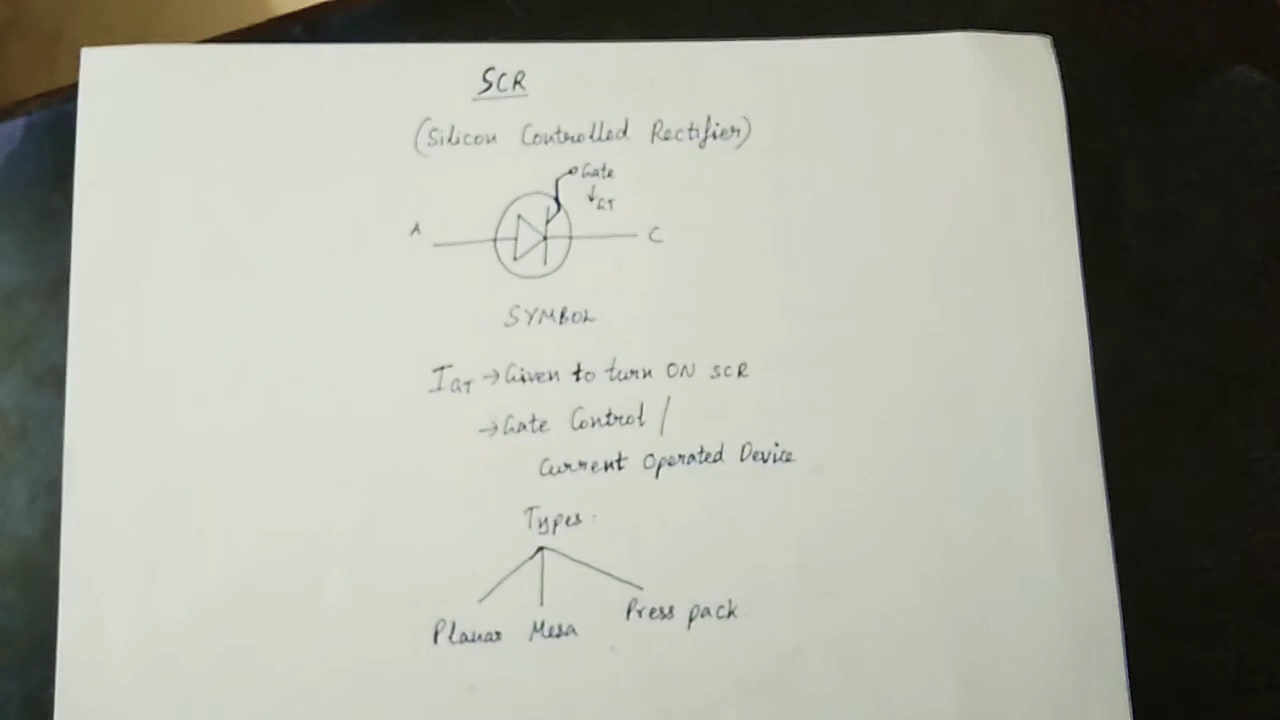 SCR
(Silicon Controlled Rectifier)
Gate
↓GT
A
C
SYMBOL
IGT → Given to turn ON SCR
→ Gate Control /
Current Operated Device
Types
Planar Mesa Press pack